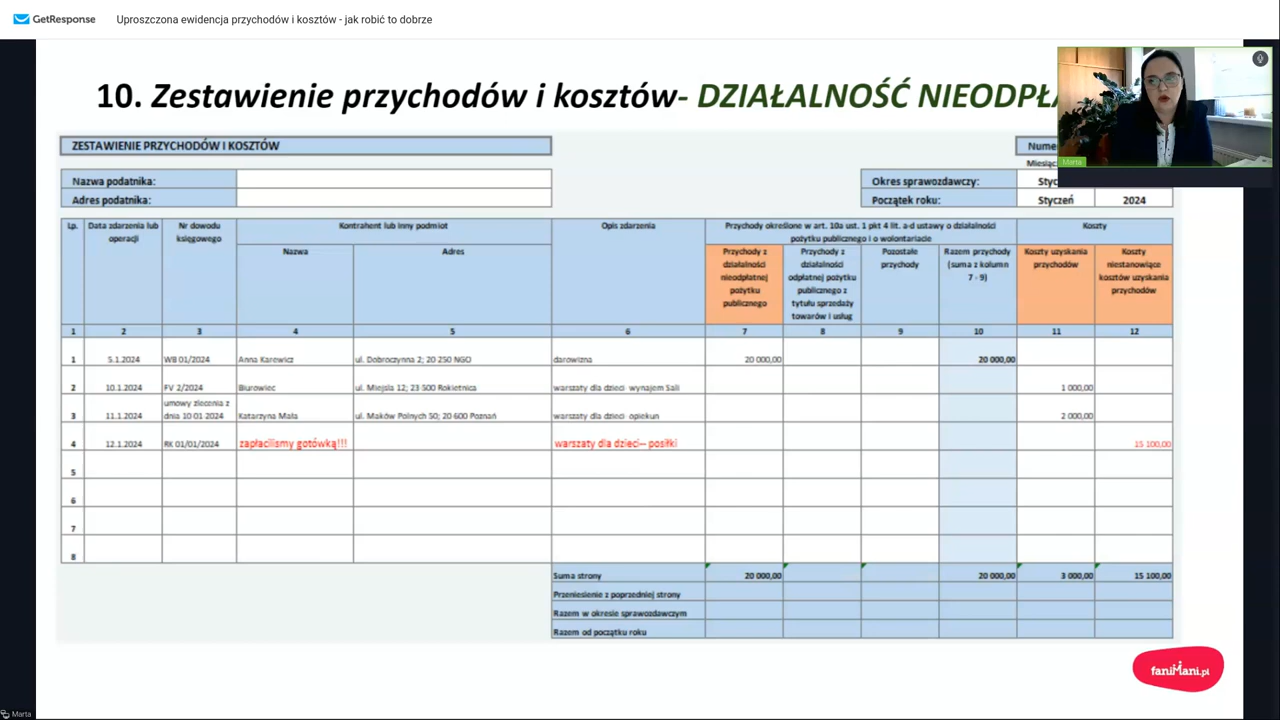 GetResponse
Uproszczona ewidencja przychodów i kosztów - jak robić to dobrze
10. Zestawienie przychodów i kosztów- DZIAŁALNOŚĆ
ZESTAWIENIE PRZYCHODÓW I KOSZTÓW
Nazwa podatnika:
Adres podatnika:
Okres sprawozdawczy:
Początek roku: Styczeń 2024
Lp.
Data zdarzenia lub operacji
Nr dowodu księgowego
Kontrahent lub inny podmiot
Nazwa
Adres
Opis zdarzenia
Przychody określone w art. 10a ust. 1 pkt 4 lit. a-d ustawy o działalności
pożytku publicznego i o wolontariacie
Koszty
Przychody z
działalności
nieodpłatnej
pożytku
publicznego
Przychody z
działalności
odpłatnej pożytku
publicznego z
tytułu sprzedaży
towarów i usług
Pozostałe
przychody
Razem przychody
(suma z kolumn
7 - 9)
Koszty uzyskania
przychodów
Koszty
niestanowiące
kosztów uzyskania
przychodów
1 2 3 4 5 6 7 8 9 10 11 12
1 5.1.2024 WB 01/2024 Anna Karewicz ul. Dobroczynna 2; 20 250 NGO darowizna 20 000,00 20 000,00
2 10.1.2024 FV 2/2024 Biurowiec ul. Miejsla 12; 23 500 Rokietnica warszaty dla dzieci wynajem Sali 1 000,00
umowy zlecenia z
3 11.1.2024 dnia 10 01 2024 Katarzyna Mała ul. Maków Polnych 50; 20 600 Poznań warszaty dla dzieci opiekun 2 000,00
4 12.1.2024 RK 01/01/2024 zapłacilismy gotówką!!! warszaty dla dzieci-- posiłki 15 100,00
5
6
7
8
Suma strony 20 000,00 20 000,00 3 000,00 15 100,00
Przeniesienie z poprzedniej strony
Razem w okresie sprawozdawczym
Razem od początku roku
Marta
faniMani.pl
Marta